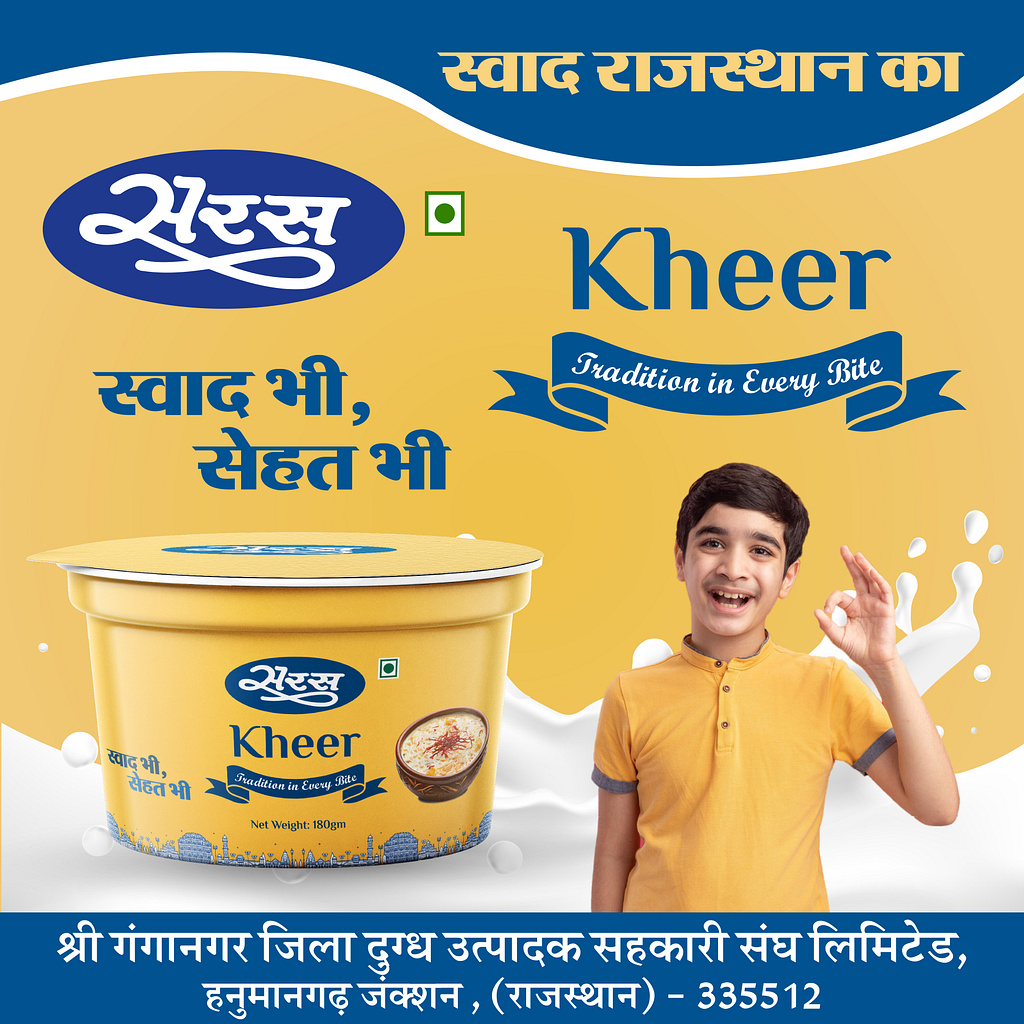 स्वाद राजस्थान का
सरस
Kheer
Tradition in Every Bite
स्वाद भी,
सेहत भी
सरस
सरस
Kheer
Tradition in Every Bite
स्वाद भी,
सेहत भी
Net Weight: 180gm
श्री गंगानगर जिला दुग्ध उत्पादक सहकारी संघ लिमिटेड,
हनुमानगढ़ जंक्शन , (राजस्थान) - 335512